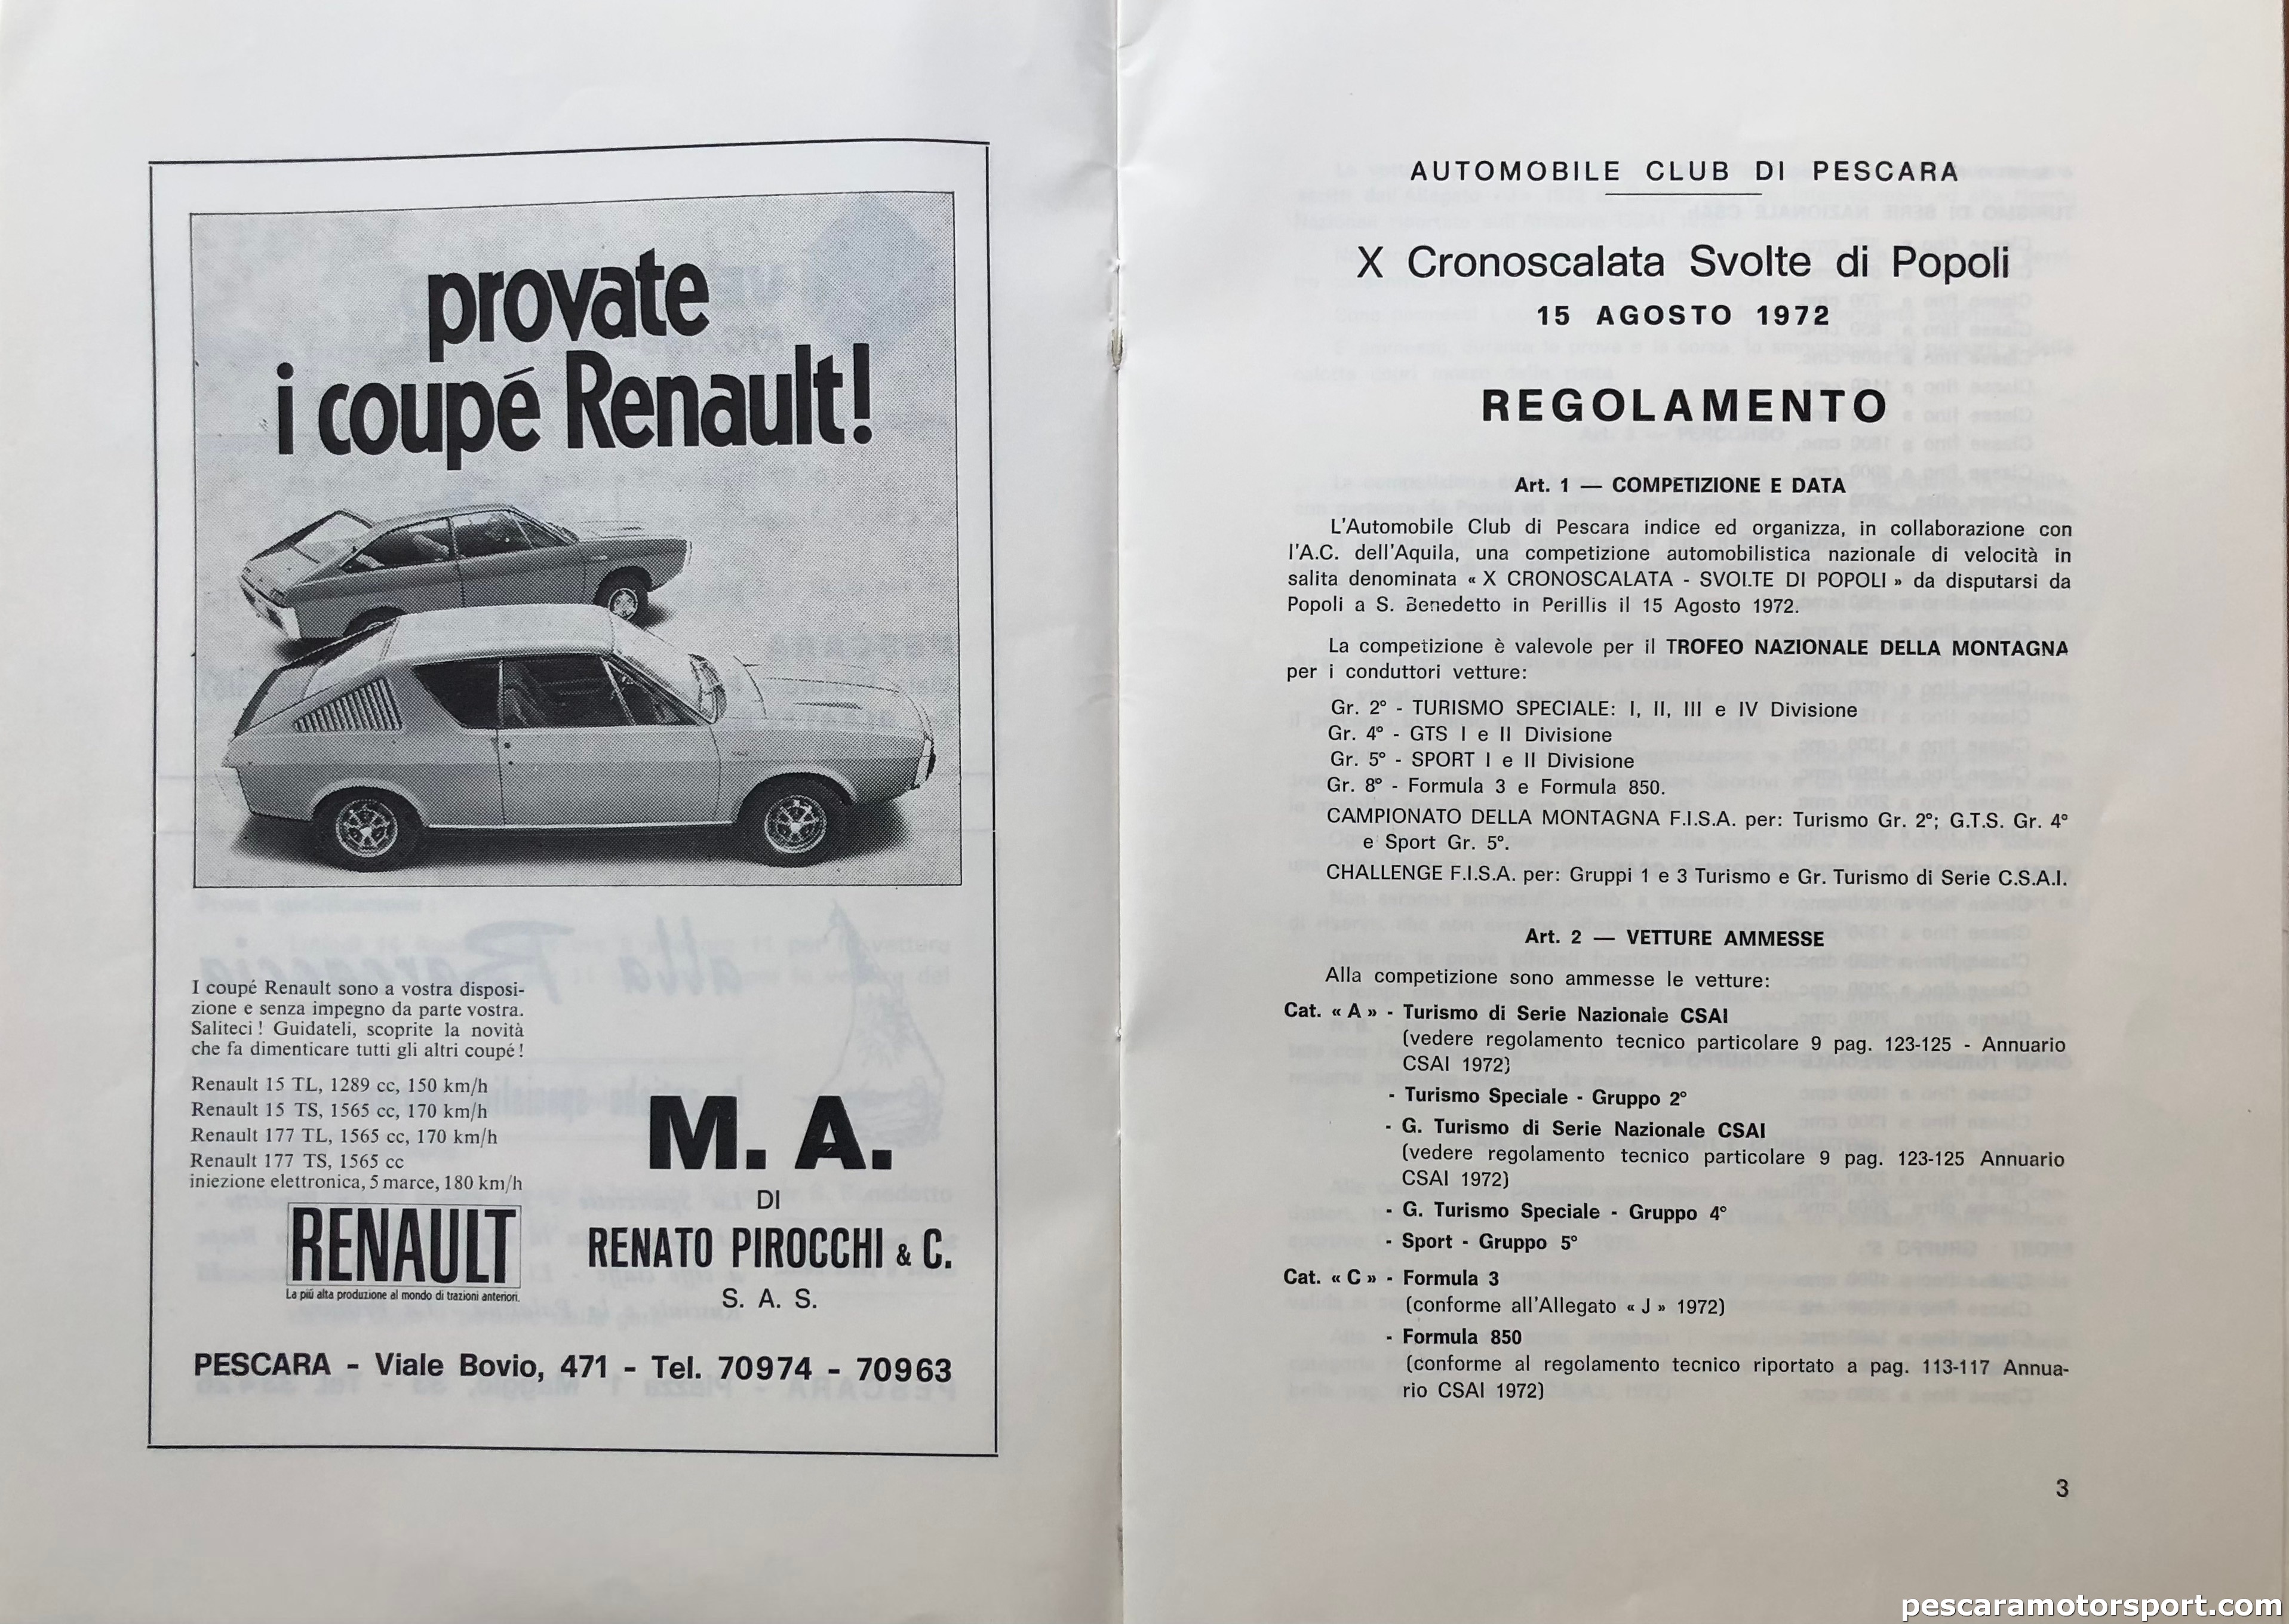 provate
i coupé Renault!
I coupé Renault sono a vostra disposi-
zione e senza impegno da parte vostra.
Saliteci! Guidateli, scoprite la novità
che fa dimenticare tutti gli altri coupé!
Renault 15 TL, 1289 cc, 150 km/h
Renault 15 TS, 1565 cc, 170 km/h
Renault 177 TL, 1565 cc, 170 km/h
Renault 177 TS, 1565 cc
iniezione elettronica, 5 marce, 180 km/h
RENAULT
La più alta produzione al mondo di trazioni anteriori.
M. A.
DI
RENATO PIROCCHI & C.
S. A. S.
PESCARA - Viale Bovio, 471 - Tel. 70974 - 70963
AUTOMOBILE CLUB DI PESCARA
X Cronoscalata Svolte di Popoli
15 AGOSTO 1972
REGOLAMENTO
Art. 1 — COMPETIZIONE E DATA
L'Automobile Club di Pescara indice ed organizza, in collaborazione con
l'A.C. dell'Aquila, una competizione automobilistica nazionale di velocità in
salita denominata « X CRONOSCALATA - SVOLTE DI POPOLI » da disputarsi da
Popoli a S. Benedetto in Perillis il 15 Agosto 1972.
La competizione è valevole per il TROFEO NAZIONALE DELLA MONTAGNA
per i conduttori vetture:
Gr. 2° - TURISMO SPECIALE: I, II, III e IV Divisione
Gr. 4° - GTS I e II Divisione
Gr. 5° - SPORT I e II Divisione
Gr. 8° - Formula 3 e Formula 850.
CAMPIONATO DELLA MONTAGNA F.I.S.A. per: Turismo Gr. 2°; G.T.S. Gr. 4°
e Sport Gr. 5°.
CHALLENGE F.I.S.A. per: Gruppi 1 e 3 Turismo e Gr. Turismo di Serie C.S.A.I.
Art. 2 — VETTURE AMMESSE
Alla competizione sono ammesse le vetture:
Cat. « A » - Turismo di Serie Nazionale CSAI
(vedere regolamento tecnico particolare 9 pag. 123-125 - Annuario
CSAI 1972)
- Turismo Speciale - Gruppo 2°
- G. Turismo di Serie Nazionale CSAI
(vedere regolamento tecnico particolare 9 pag. 123-125 Annuario
CSAI 1972)
- G. Turismo Speciale - Gruppo 4°
- Sport - Gruppo 5°
Cat. « C » - Formula 3
(conforme all'Allegato « J » 1972)
- Formula 850
(conforme al regolamento tecnico riportato a pag. 113-117 Annua-
rio CSAI 1972)
3
pescaramotorsport.com